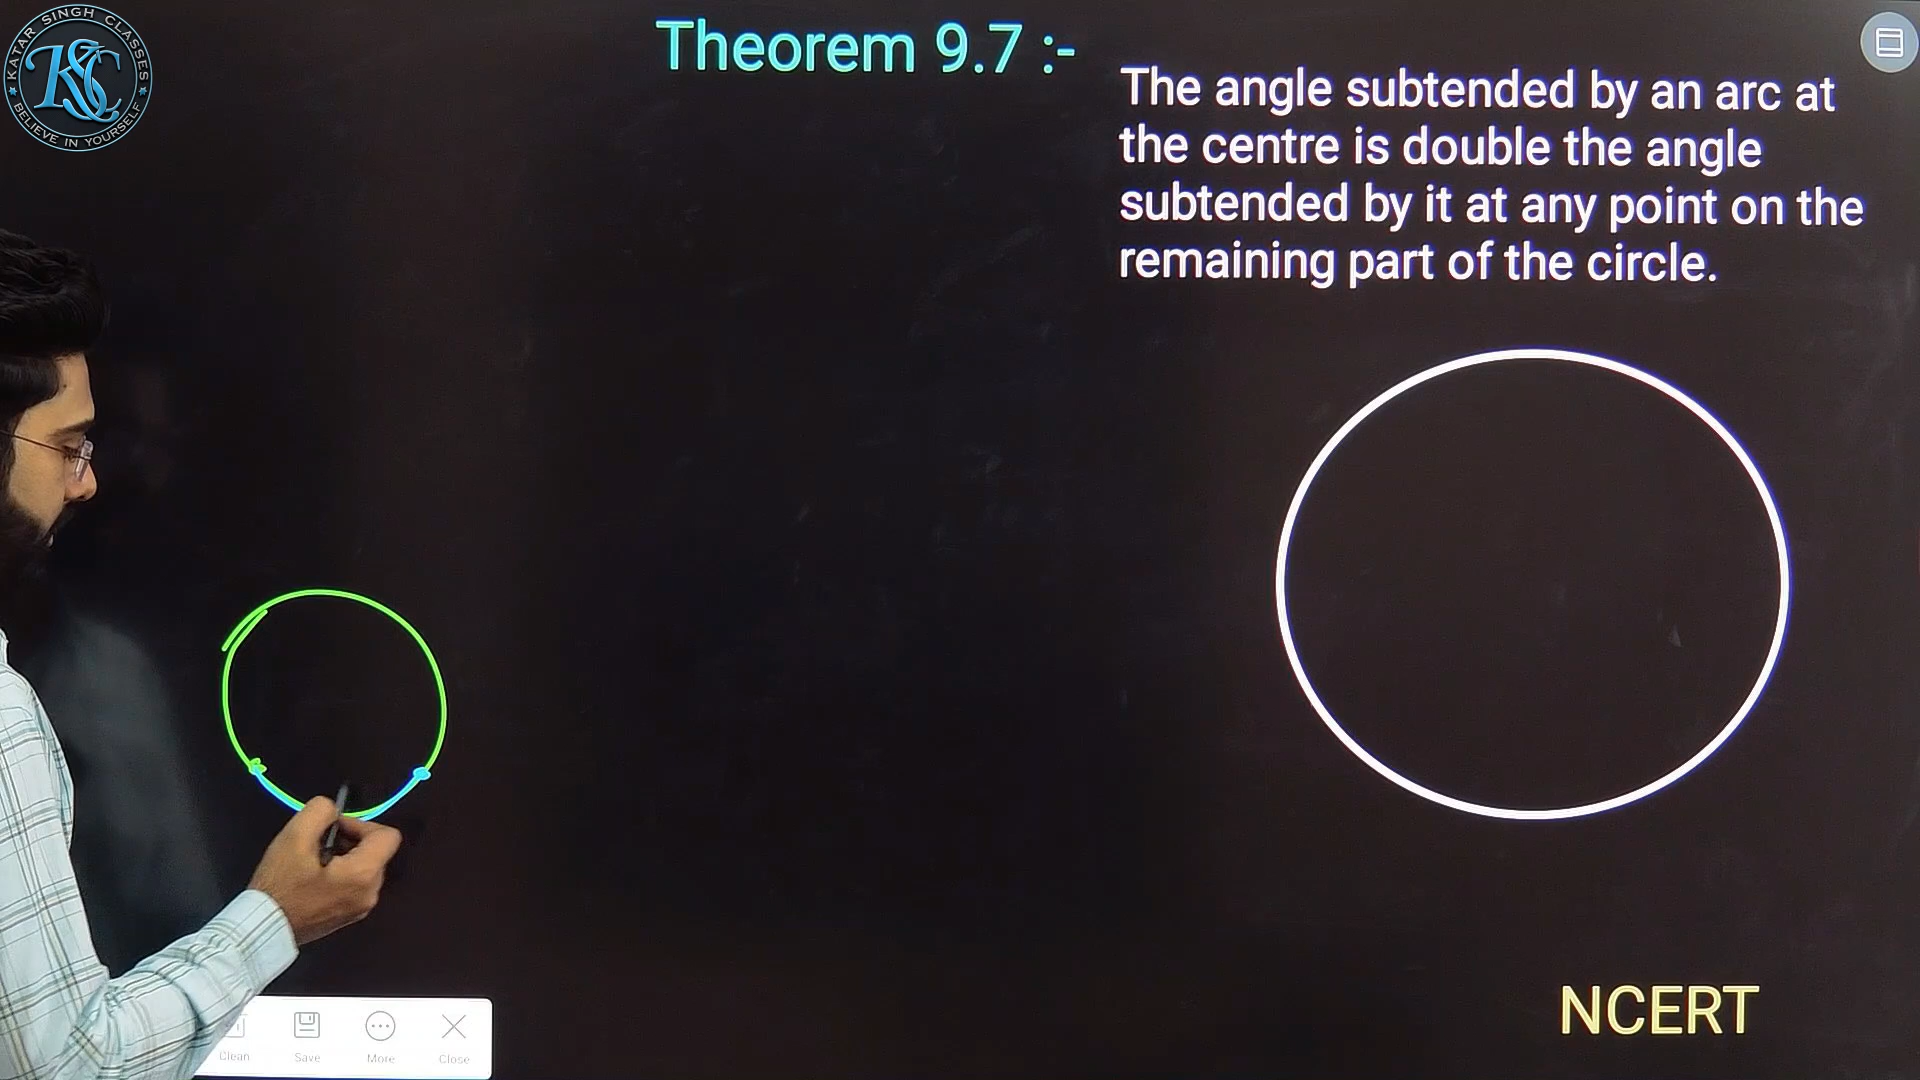 KATAR SINGH CLASSES
KSC
BELIEVE IN YOURSELF
Theorem 9.7 :-
The angle subtended by an arc at
the centre is double the angle
subtended by it at any point on the
remaining part of the circle.
NCERT
Clean Save More Close